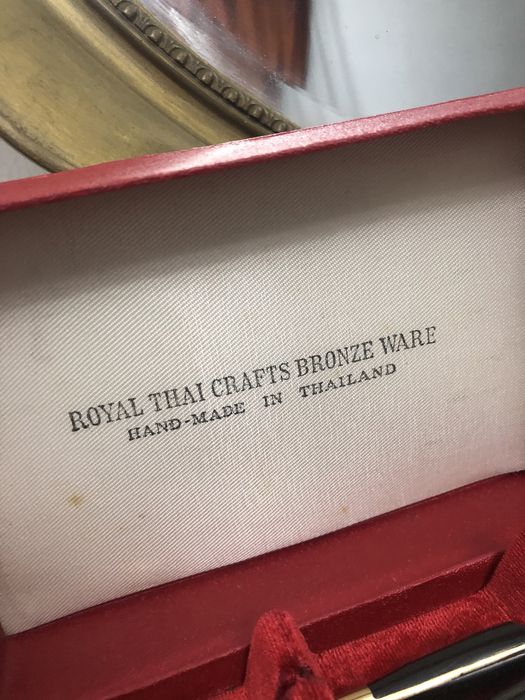 ROYAL THAI CRAFTS BRONZE WARE
HAND-MADE IN THAILAND